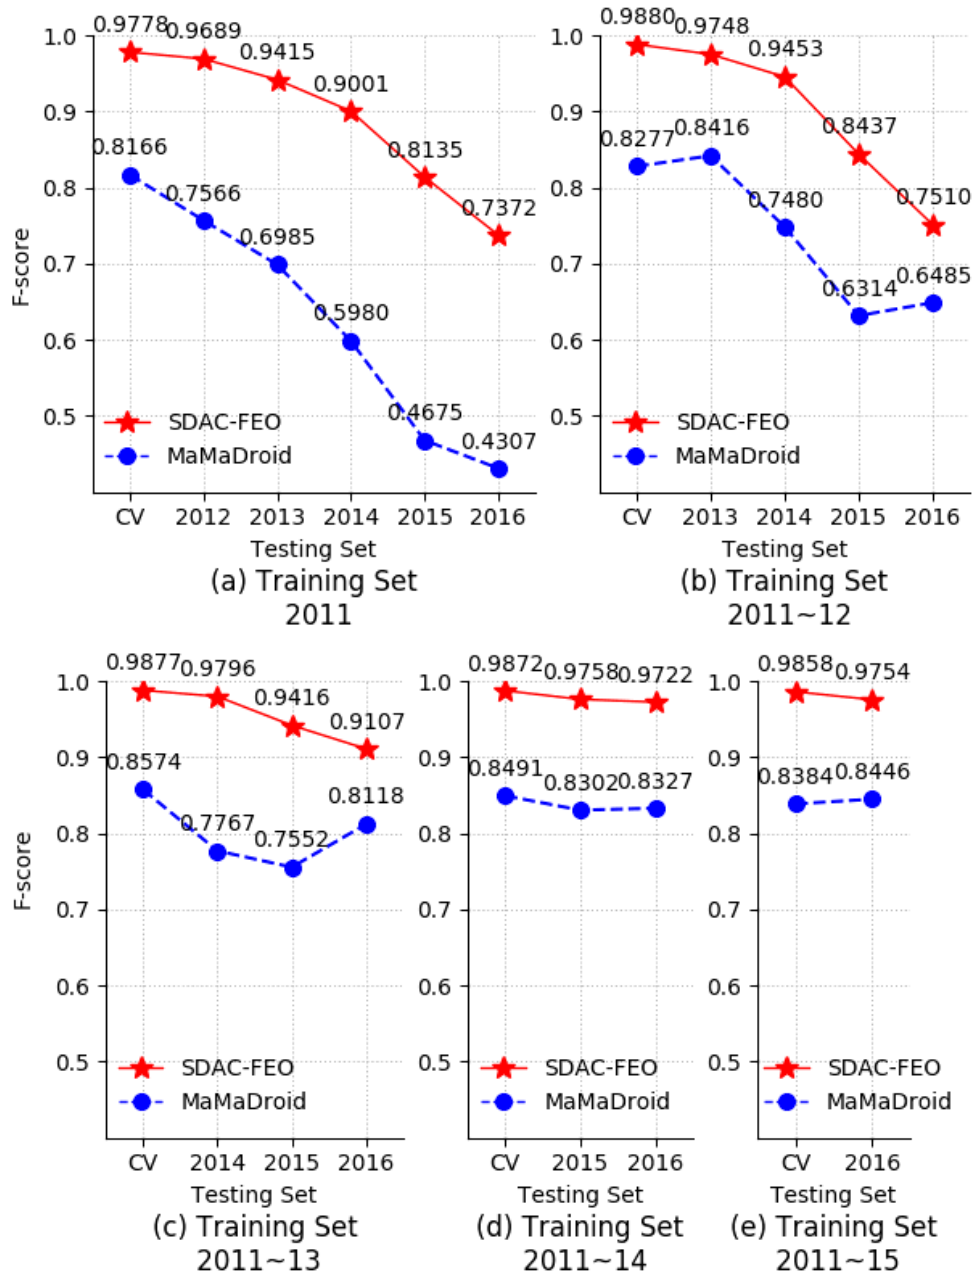 0.9778
0.9689
0.9415
0.9001
0.8135
0.7372
0.8166
0.7566
0.6985
0.5980
0.4675
0.4307
1.0
0.9
0.8
0.7
0.6
0.5
F-score
SDAC-FEO
MaMaDroid
CV 2012 2013 2014 2015 2016
Testing Set
(a) Training Set
2011
0.9880
0.9748
0.9453
0.8437
0.7510
0.8277
0.8416
0.7480
0.6314
0.6485
1.0
0.9
0.8
0.7
0.6
0.5
SDAC-FEO
MaMaDroid
CV 2013 2014 2015 2016
Testing Set
(b) Training Set
2011~12
0.9877
0.9796
0.9416
0.9107
0.8574
0.7767
0.7552
0.8118
1.0
0.9
0.8
0.7
0.6
0.5
F-score
SDAC-FEO
MaMaDroid
CV 2014 2015 2016
Testing Set
(c) Training Set
2011~13
0.9872
0.9758
0.9722
0.8491
0.8302
0.8327
1.0
0.9
0.8
0.7
0.6
0.5
SDAC-FEO
MaMaDroid
CV 2015 2016
Testing Set
(d) Training Set
2011~14
0.9858
0.9754
0.8384
0.8446
1.0
0.9
0.8
0.7
0.6
0.5
SDAC-FEO
MaMaDroid
CV 2016
Testing Set
(e) Training Set
2011~15